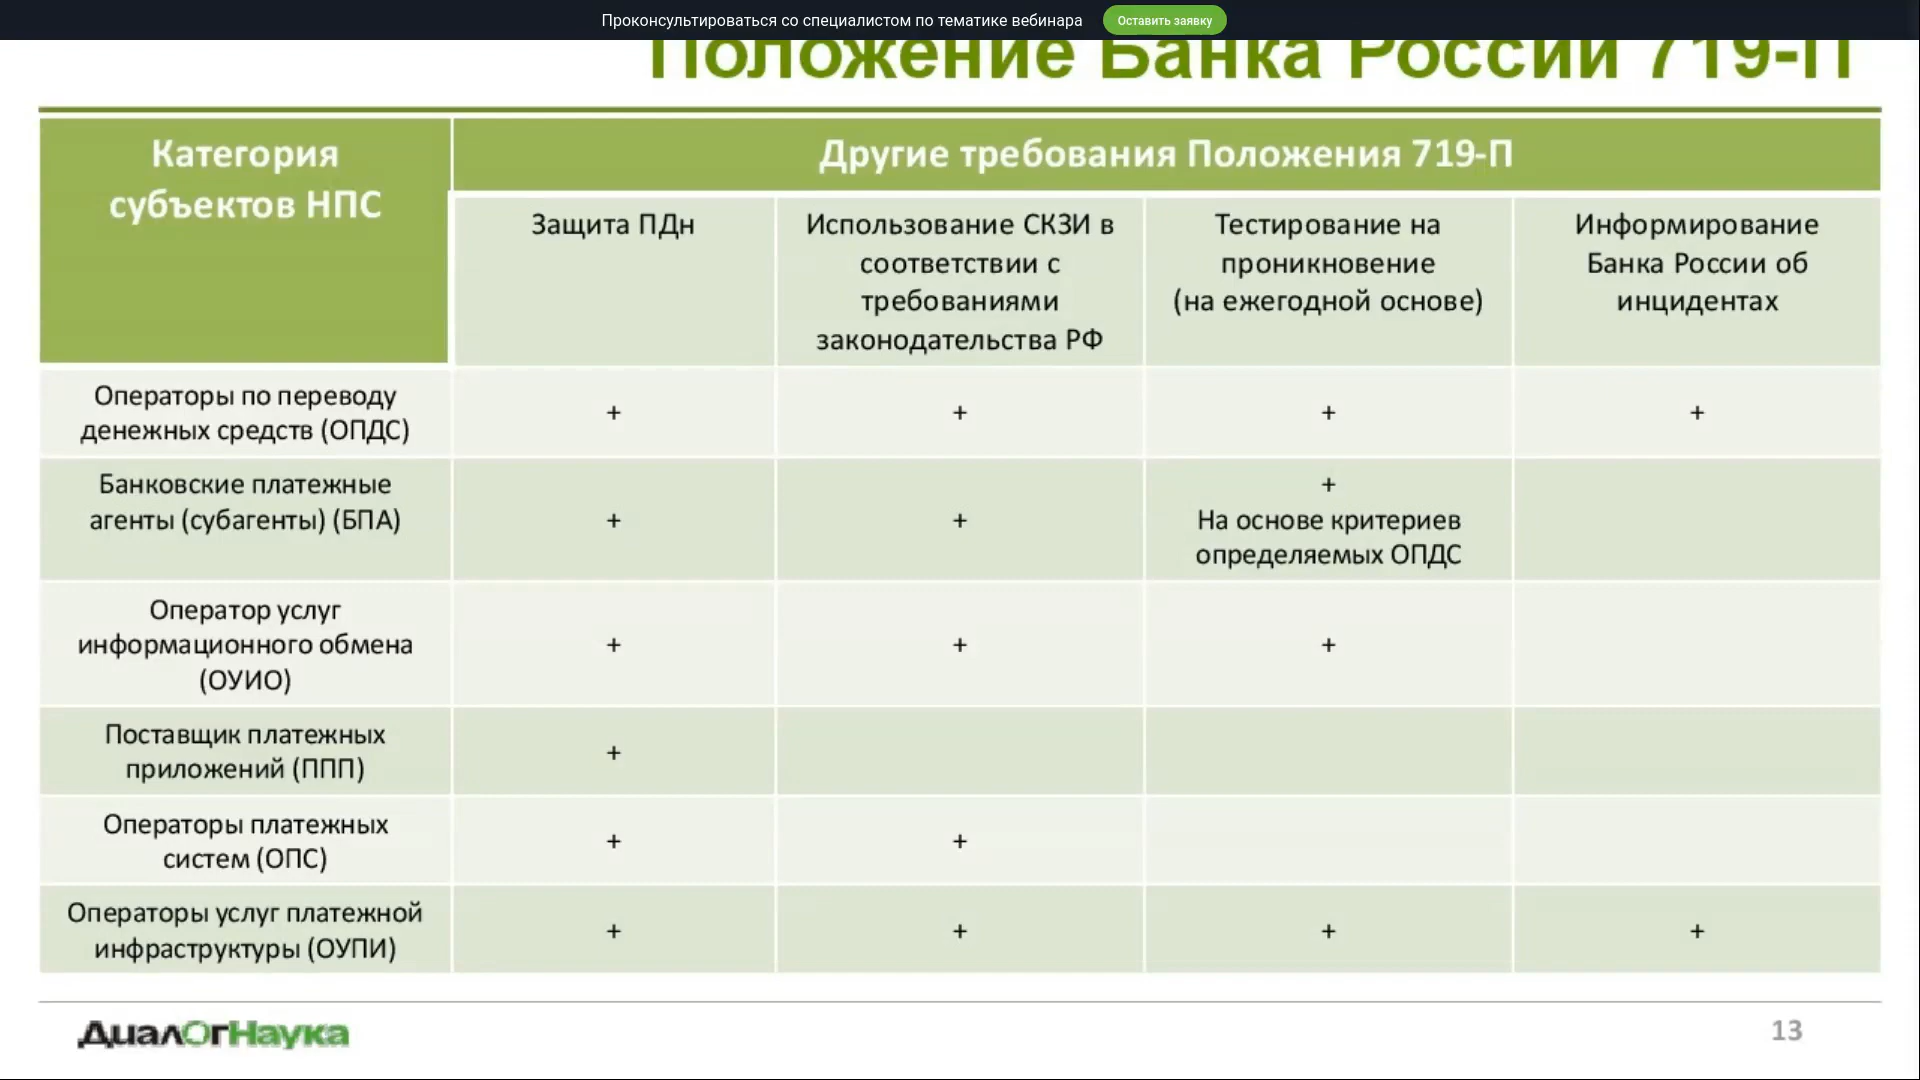 Проконсультироваться со специалистом по тематике вебинара
Оставить заявку
Положение Банка России 719-П
Категория
субъектов НПС
Другие требования Положения 719-П
Защита ПДн
Использование СКЗИ в
соответствии с
требованиями
законодательства РФ
Тестирование на
проникновение
(на ежегодной основе)
Информирование
Банка России об
инцидентах
Операторы по переводу
денежных средств (ОПДС)
+
+
+
+
Банковские платежные
агенты (субагенты) (БПА)
+
+
+
На основе критериев
определяемых ОПДС
Оператор услуг
информационного обмена
(ОУИО)
+
+
+
Поставщик платежных
приложений (ППП)
+
Операторы платежных
систем (ОПС)
+
+
Операторы услуг платежной
инфраструктуры (ОУПИ)
+
+
+
+
ДиалОгНаука
13